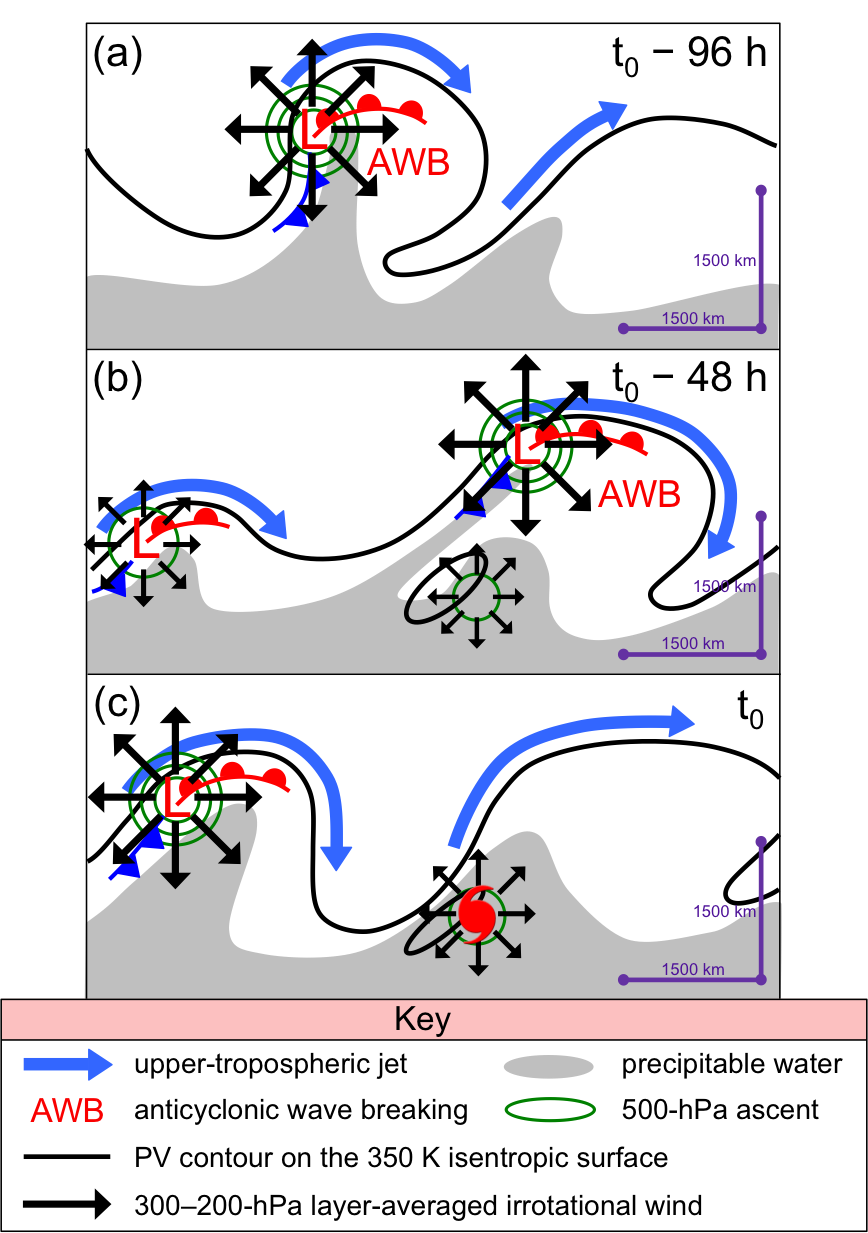 (a)
t0 − 96 h
L
AWB
1500 km
1500 km
(b)
t0 − 48 h
L
AWB
L
1500 km
1500 km
(c)
t0
L
1500 km
1500 km
Key
upper-tropospheric jet
precipitable water
AWB anticyclonic wave breaking
500-hPa ascent
PV contour on the 350 K isentropic surface
300–200-hPa layer-averaged irrotational wind